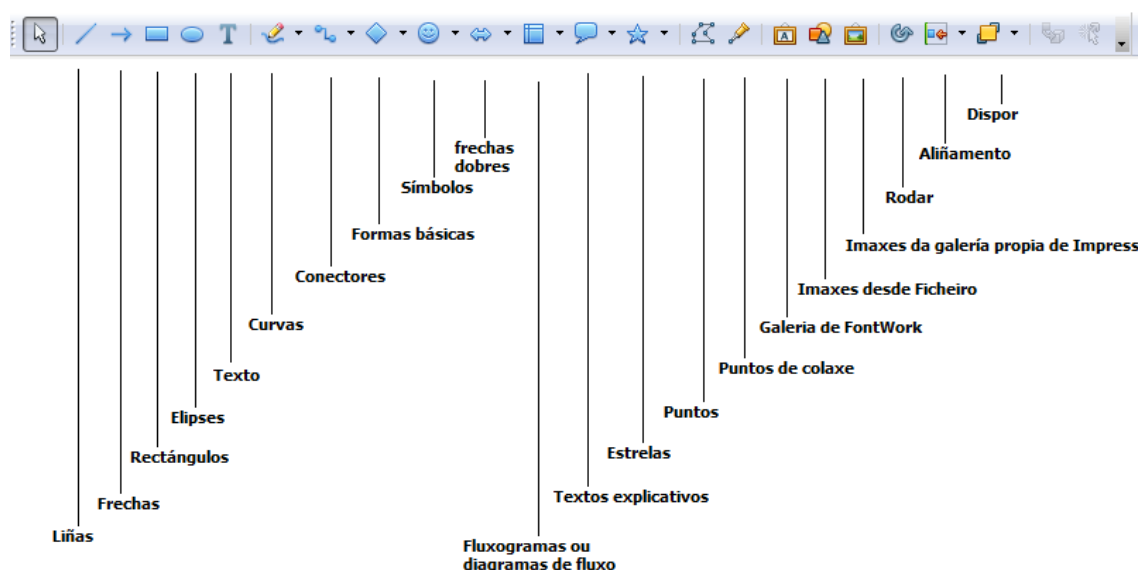 T
A
frechas
dobres
Dispor
Aliñamento
Símbolos
Rodar
Formas básicas
Imaxes da galería propia de Impress
Conectores
Imaxes desde Ficheiro
Curvas
Galeria de FontWork
Texto
Puntos de colaxe
Elipses
Puntos
Rectángulos
Estrelas
Frechas
Textos explicativos
Liñas
Fluxogramas ou
diagramas de fluxo